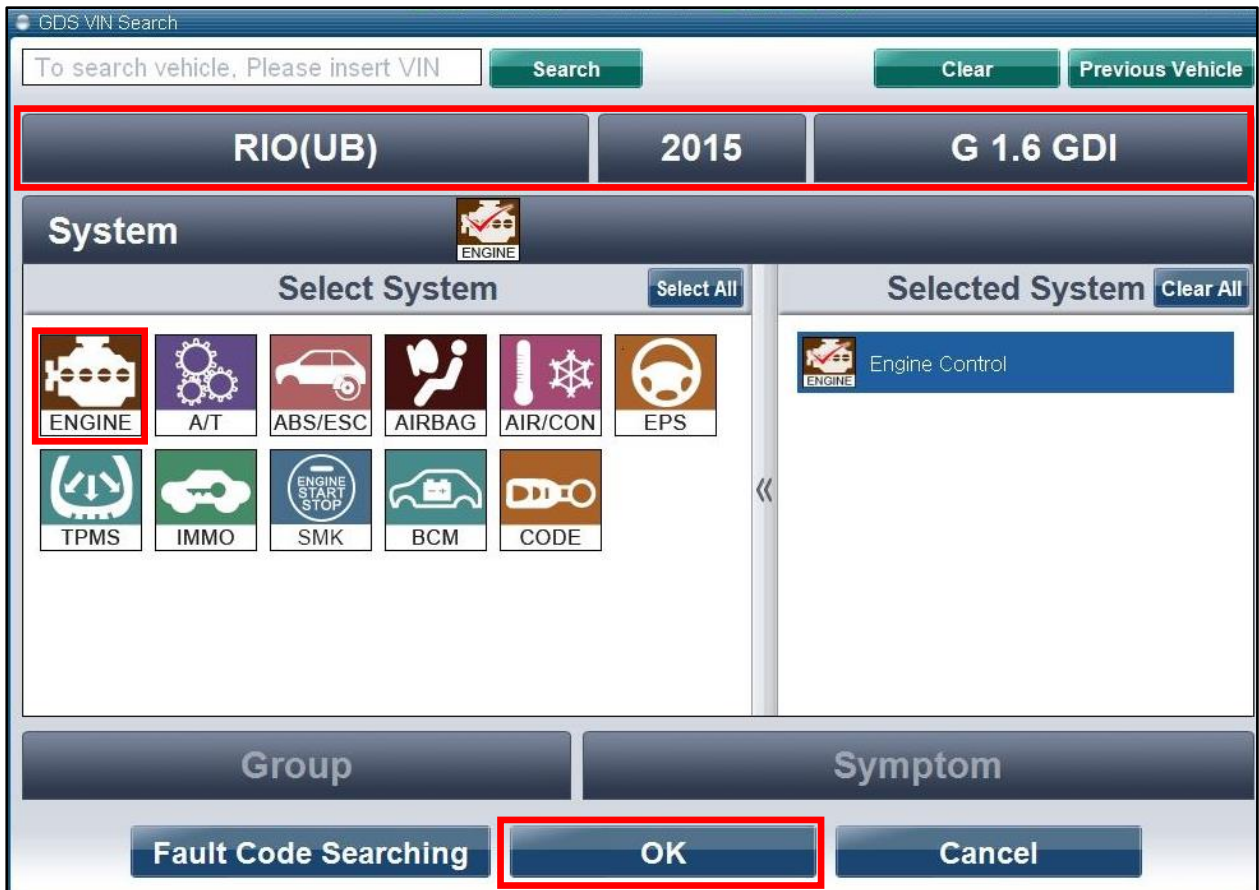 GDS VIN Search
To search vehicle, Please insert VIN Search Clear Previous Vehicle
RIO(UB) 2015 G 1.6 GDI
System ENGINE
Select System Select All Selected System Clear All
ENGINE Engine Control
ENGINE A/T ABS/ESC AIRBAG AIR/CON EPS
ENGINE
START
STOP
TPMS IMMO SMK BCM CODE
Group Symptom
Fault Code Searching OK Cancel